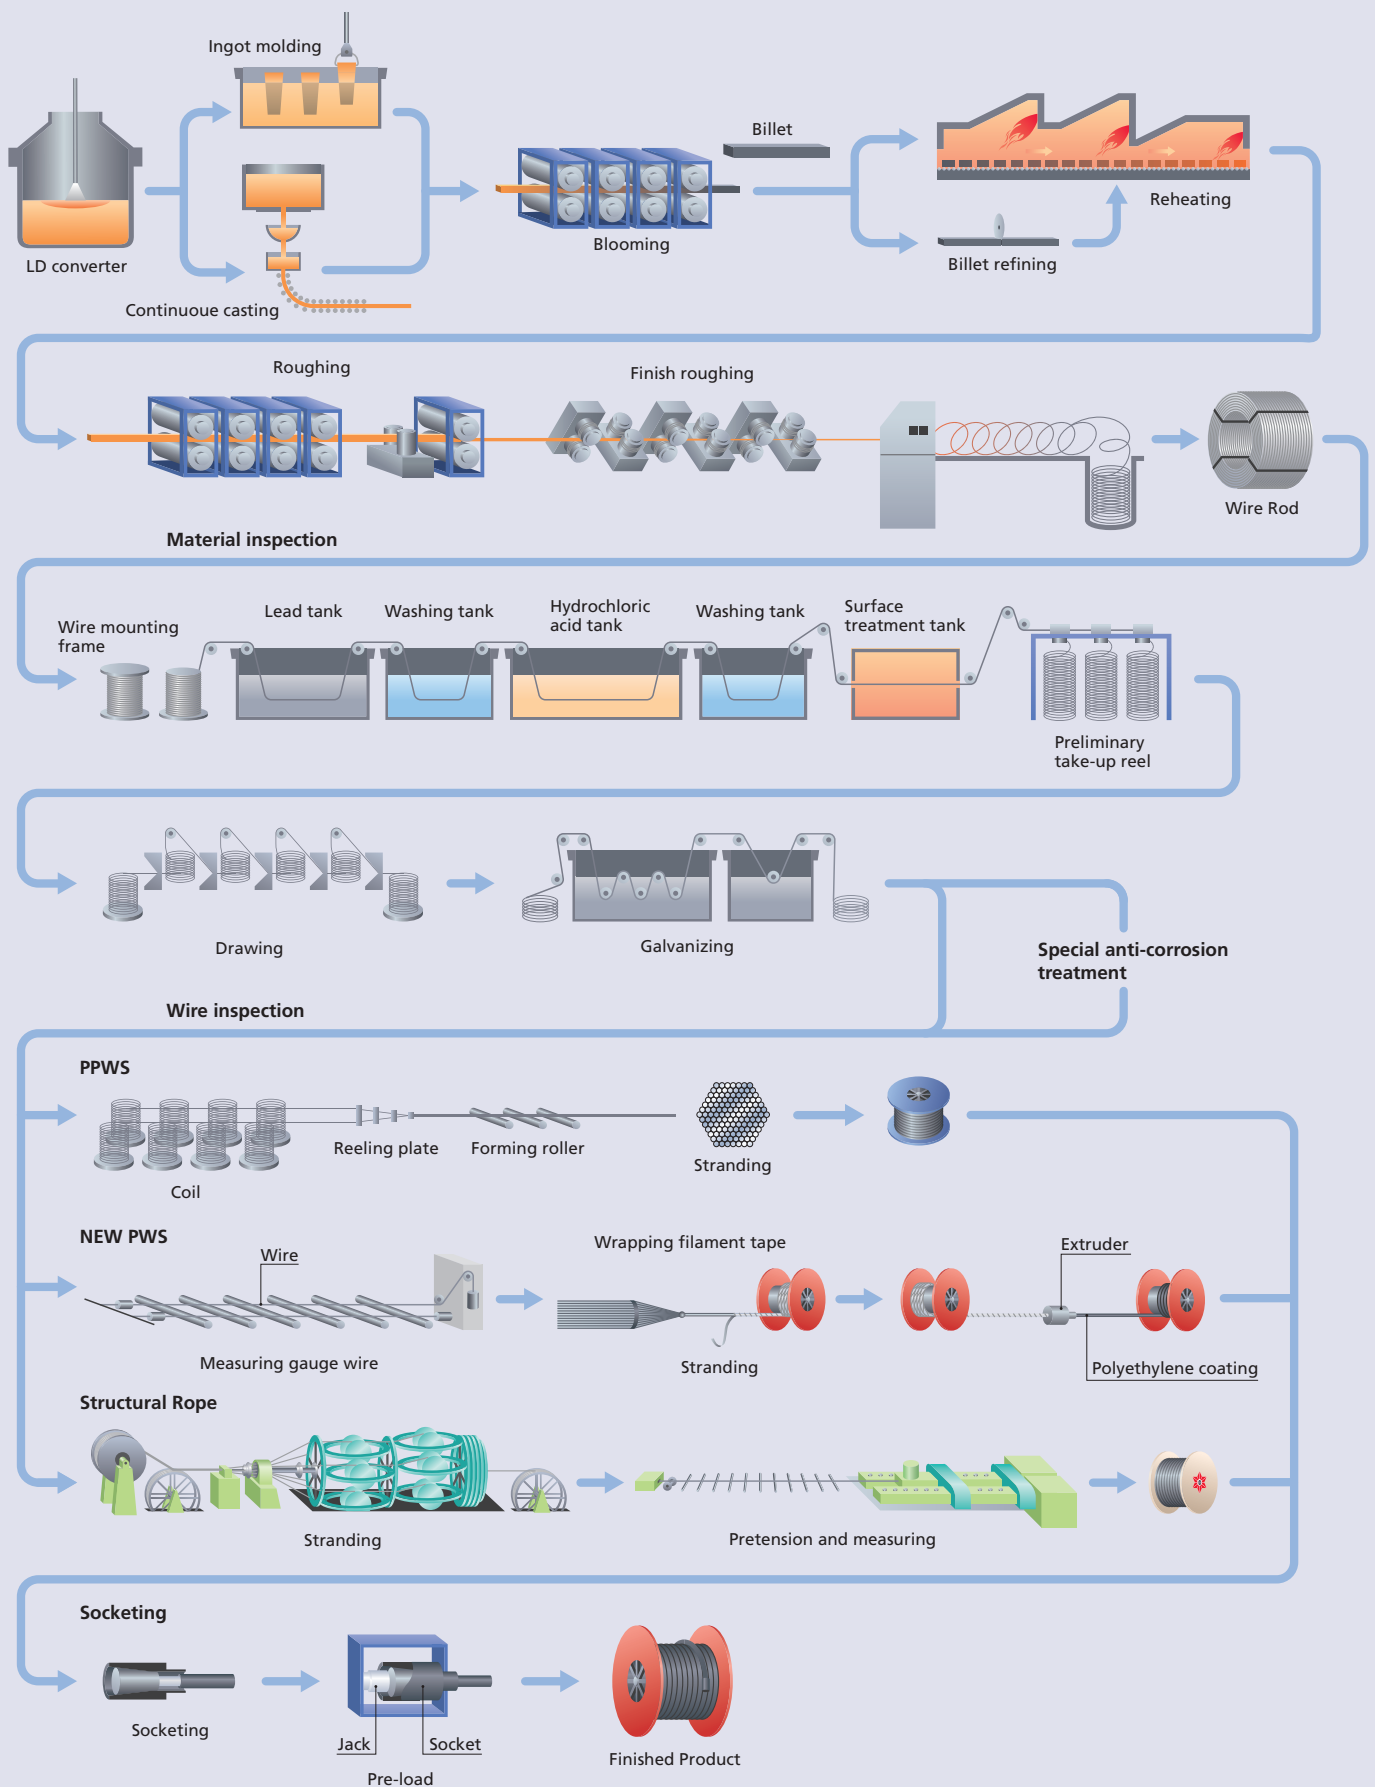 Ingot molding
LD converter
Continuoue casting
Blooming
Billet
Reheating
Billet refining
Roughing
Finish roughing
Wire Rod
Material inspection
Wire mounting
frame
Lead tank
Washing tank
Hydrochloric
acid tank
Washing tank
Surface
treatment tank
Preliminary
take-up reel
Drawing
Galvanizing
Special anti-corrosion
treatment
Wire inspection
PPWS
Coil
Reeling plate
Forming roller
Stranding
NEW PWS
Wire
Measuring gauge wire
Wrapping filament tape
Stranding
Extruder
Polyethylene coating
Structural Rope
Stranding
Pretension and measuring
Socketing
Socketing
Jack
Socket
Pre-load
Finished Product